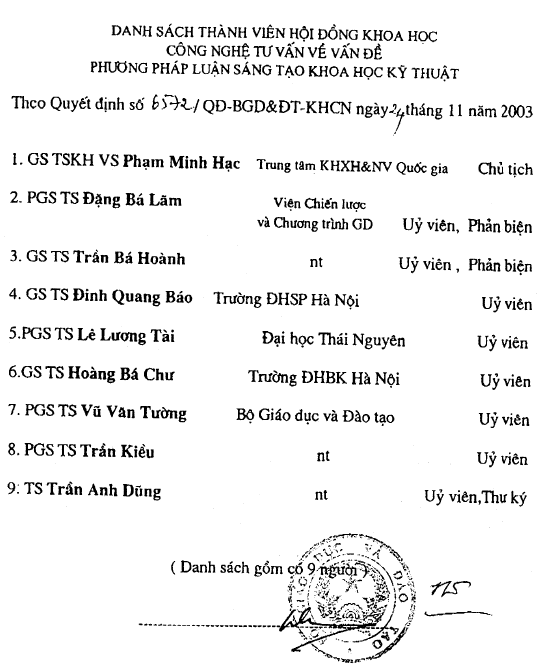 DANH SÁCH THÀNH VIÊN HỘI ĐỒNG KHOA HỌC
CÔNG NGHỆ TƯ VẤN VỀ VẤN ĐỀ
PHƯƠNG PHÁP LUẬN SÁNG TẠO KHOA HỌC KỸ THUẬT
Theo Quyết định số 6572/ QĐ-BGD&ĐT-KHCN ngày 24 tháng 11 năm 2003
1. GS TSKH VS Phạm Minh Hạc Trung tâm KHXH&NV Quốc gia Chủ tịch
2. PGS TS Đặng Bá Lãm Viện Chiến lược
và Chương trình GD Uỷ viên, Phản biện
3. GS TS Trần Bá Hoành nt Uỷ viên , Phản biện
4. GS TS Đinh Quang Báo Trường ĐHSP Hà Nội Uỷ viên
5.PGS TS Lê Lương Tài Đại học Thái Nguyên Uỷ viên
6.GS TS Hoàng Bá Chư Trường ĐHBK Hà Nội Uỷ viên
7. PGS TS Vũ Văn Tường Bộ Giáo dục và Đào tạo Uỷ viên
8. PGS TS Trần Kiều nt Uỷ viên
9. TS Trần Anh Dũng nt Uỷ viên,Thư ký
( Danh sách gồm có 9 người )
GIÁO DỤC VÀ ĐÀO TẠO